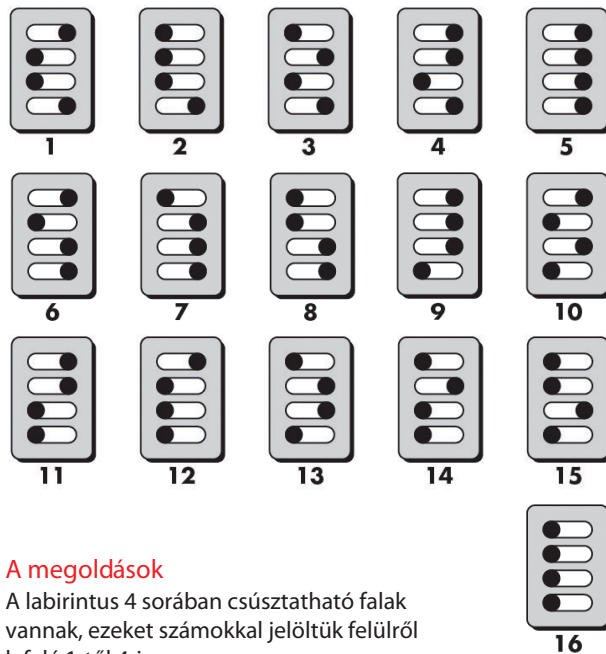 1 2 3 4 5
6 7 8 9 10
11 12 13 14 15
16
A megoldások
A labirintus 4 sorában csúsztatható falak
vannak, ezeket számokkal jelöltük felülről